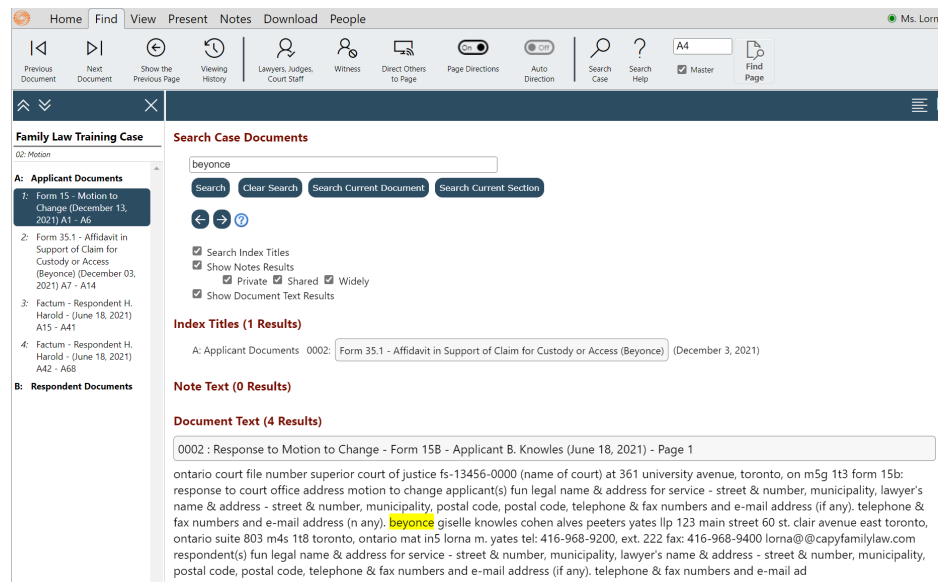 Home Find View Present Notes Download People
Ms. Lorn
Previous Document
Next Document
Show the Previous Page
Viewing History
Lawyers, Judges, Court Staff
Witness
Direct Others to Page
On
Page Directions
Off
Auto Direction
Search Case
Search Help
A4
Master
Find Page
Family Law Training Case
02: Motion
A: Applicant Documents
1: Form 15 - Motion to
Change (December 13,
2021) A1 - A6
2: Form 35.1 - Affidavit in
Support of Claim for
Custody or Access
(Beyonce) (December 03,
2021) A7 - A14
3: Factum - Respondent H.
Harold - (June 18, 2021)
A15 - A41
4: Factum - Respondent H.
Harold - (June 18, 2021)
A42 - A68
B: Respondent Documents
Search Case Documents
beyonce
Search Clear Search Search Current Document Search Current Section
?
Search Index Titles
Show Notes Results
Private Shared Widely
Show Document Text Results
Index Titles (1 Results)
A: Applicant Documents 0002: Form 35.1 - Affidavit in Support of Claim for Custody or Access (Beyonce) (December 3, 2021)
Note Text (0 Results)
Document Text (4 Results)
0002 : Response to Motion to Change - Form 15B - Applicant B. Knowles (June 18, 2021) - Page 1
ontario court file number superior court of justice fs-13456-0000 (name of court) at 361 university avenue, toronto, on m5g 1t3 form 15b:
response to court office address motion to change applicant(s) fun legal name & address for service - street & number, municipality, lawyer's
name & address - street & number, municipality, postal code, postal code, telephone & fax numbers and e-mail address (if any). telephone &
fax numbers and e-mail address (n any). beyonce giselle knowles cohen alves peeters yates llp 123 main street 60 st. clair avenue east toronto,
ontario suite 803 m4s 1t8 toronto, ontario mat in5 lorna m. yates tel: 416-968-9200, ext. 222 fax: 416-968-9400 lorna@@capyfamilylaw.com
respondent(s) fun legal name & address for service - street & number, municipality, lawyer's name & address - street & number, municipality,
postal code, postal code, telephone & fax numbers and e-mail address (if any). telephone & fax numbers and e-mail ad